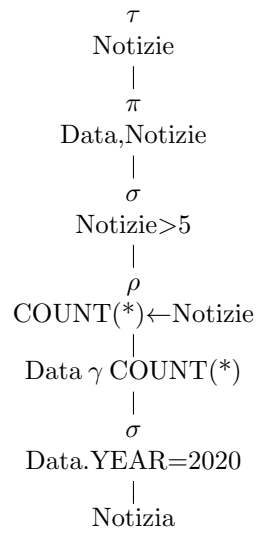 τ
Notizie
π
Data,Notizie
σ
Notizie>5
ρ
COUNT(*)←Notizie
Data γ COUNT(*)
σ
Data.YEAR=2020
Notizia